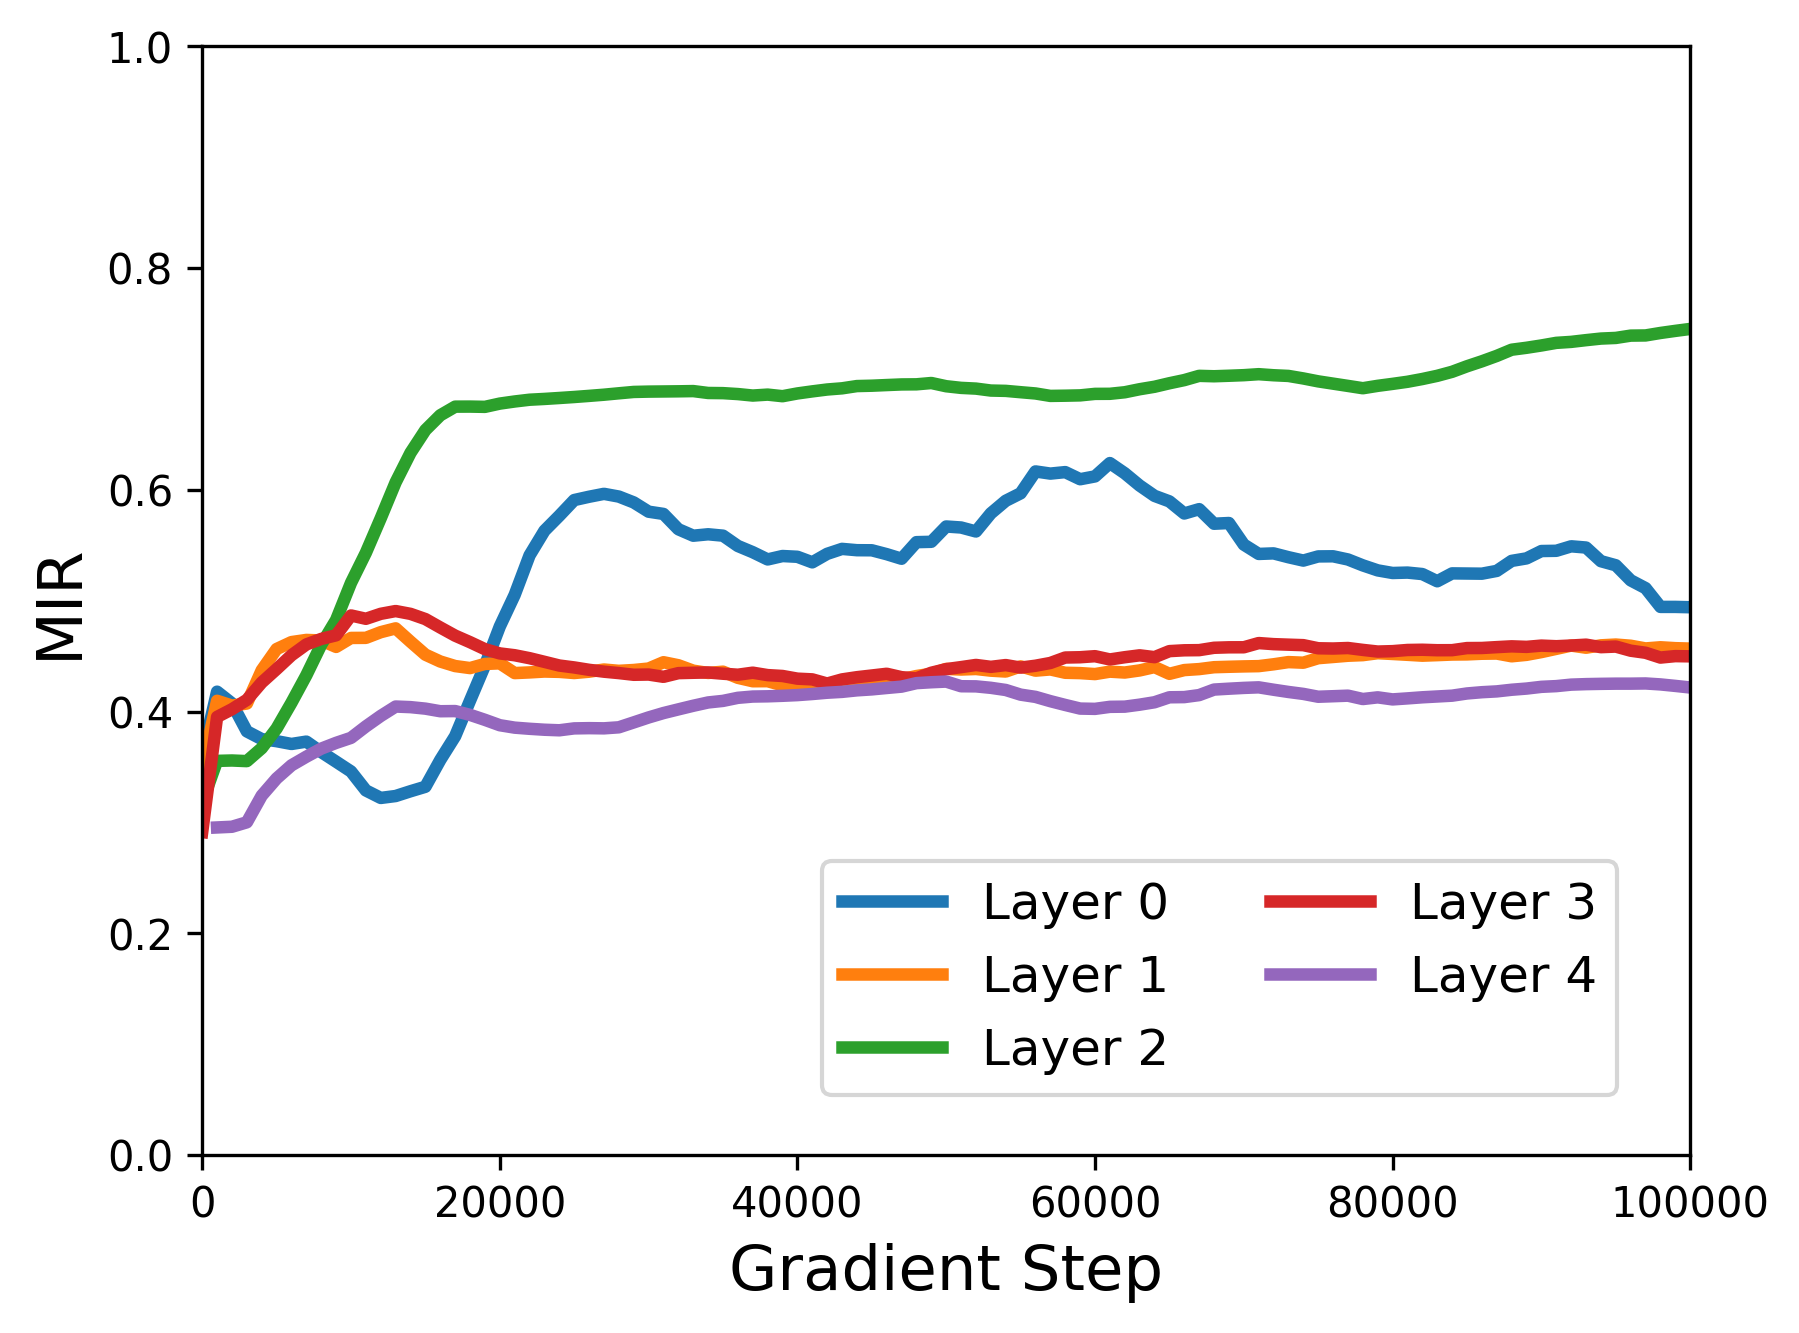 MIR
1.0
0.8
0.6
0.4
0.2
0.0
0 20000 40000 60000 80000 100000
Gradient Step
Layer 0
Layer 1
Layer 2
Layer 3
Layer 4